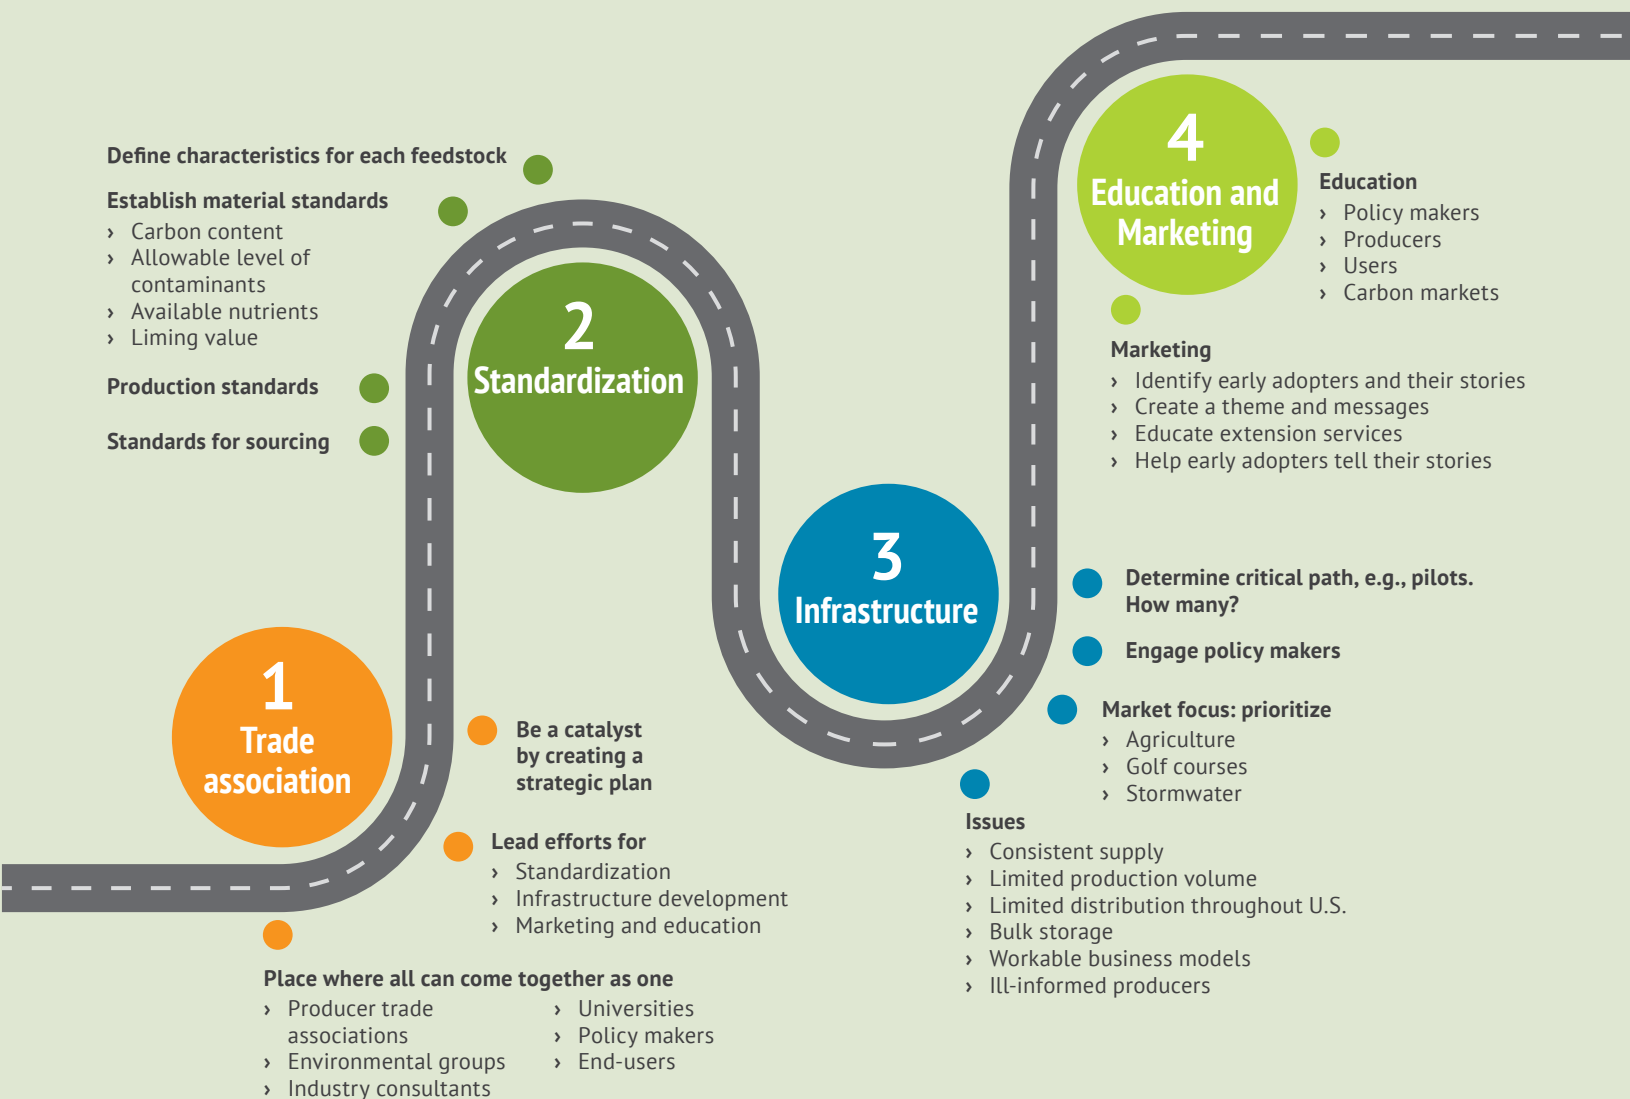 1
Trade
association
Place where all can come together as one
› Producer trade
associations
› Environmental groups
› Industry consultants
› Universities
› Policy makers
› End-users
Lead efforts for
› Standardization
› Infrastructure development
› Marketing and education
Be a catalyst
by creating a
strategic plan
2
Standardization
Define characteristics for each feedstock
Establish material standards
› Carbon content
› Allowable level of
contaminants
› Available nutrients
› Liming value
Production standards
Standards for sourcing
3
Infrastructure
Determine critical path, e.g., pilots.
How many?
Engage policy makers
Market focus: prioritize
› Agriculture
› Golf courses
› Stormwater
Issues
› Consistent supply
› Limited production volume
› Limited distribution throughout U.S.
› Bulk storage
› Workable business models
› Ill-informed producers
4
Education and
Marketing
Education
› Policy makers
› Producers
› Users
› Carbon markets
Marketing
› Identify early adopters and their stories
› Create a theme and messages
› Educate extension services
› Help early adopters tell their stories